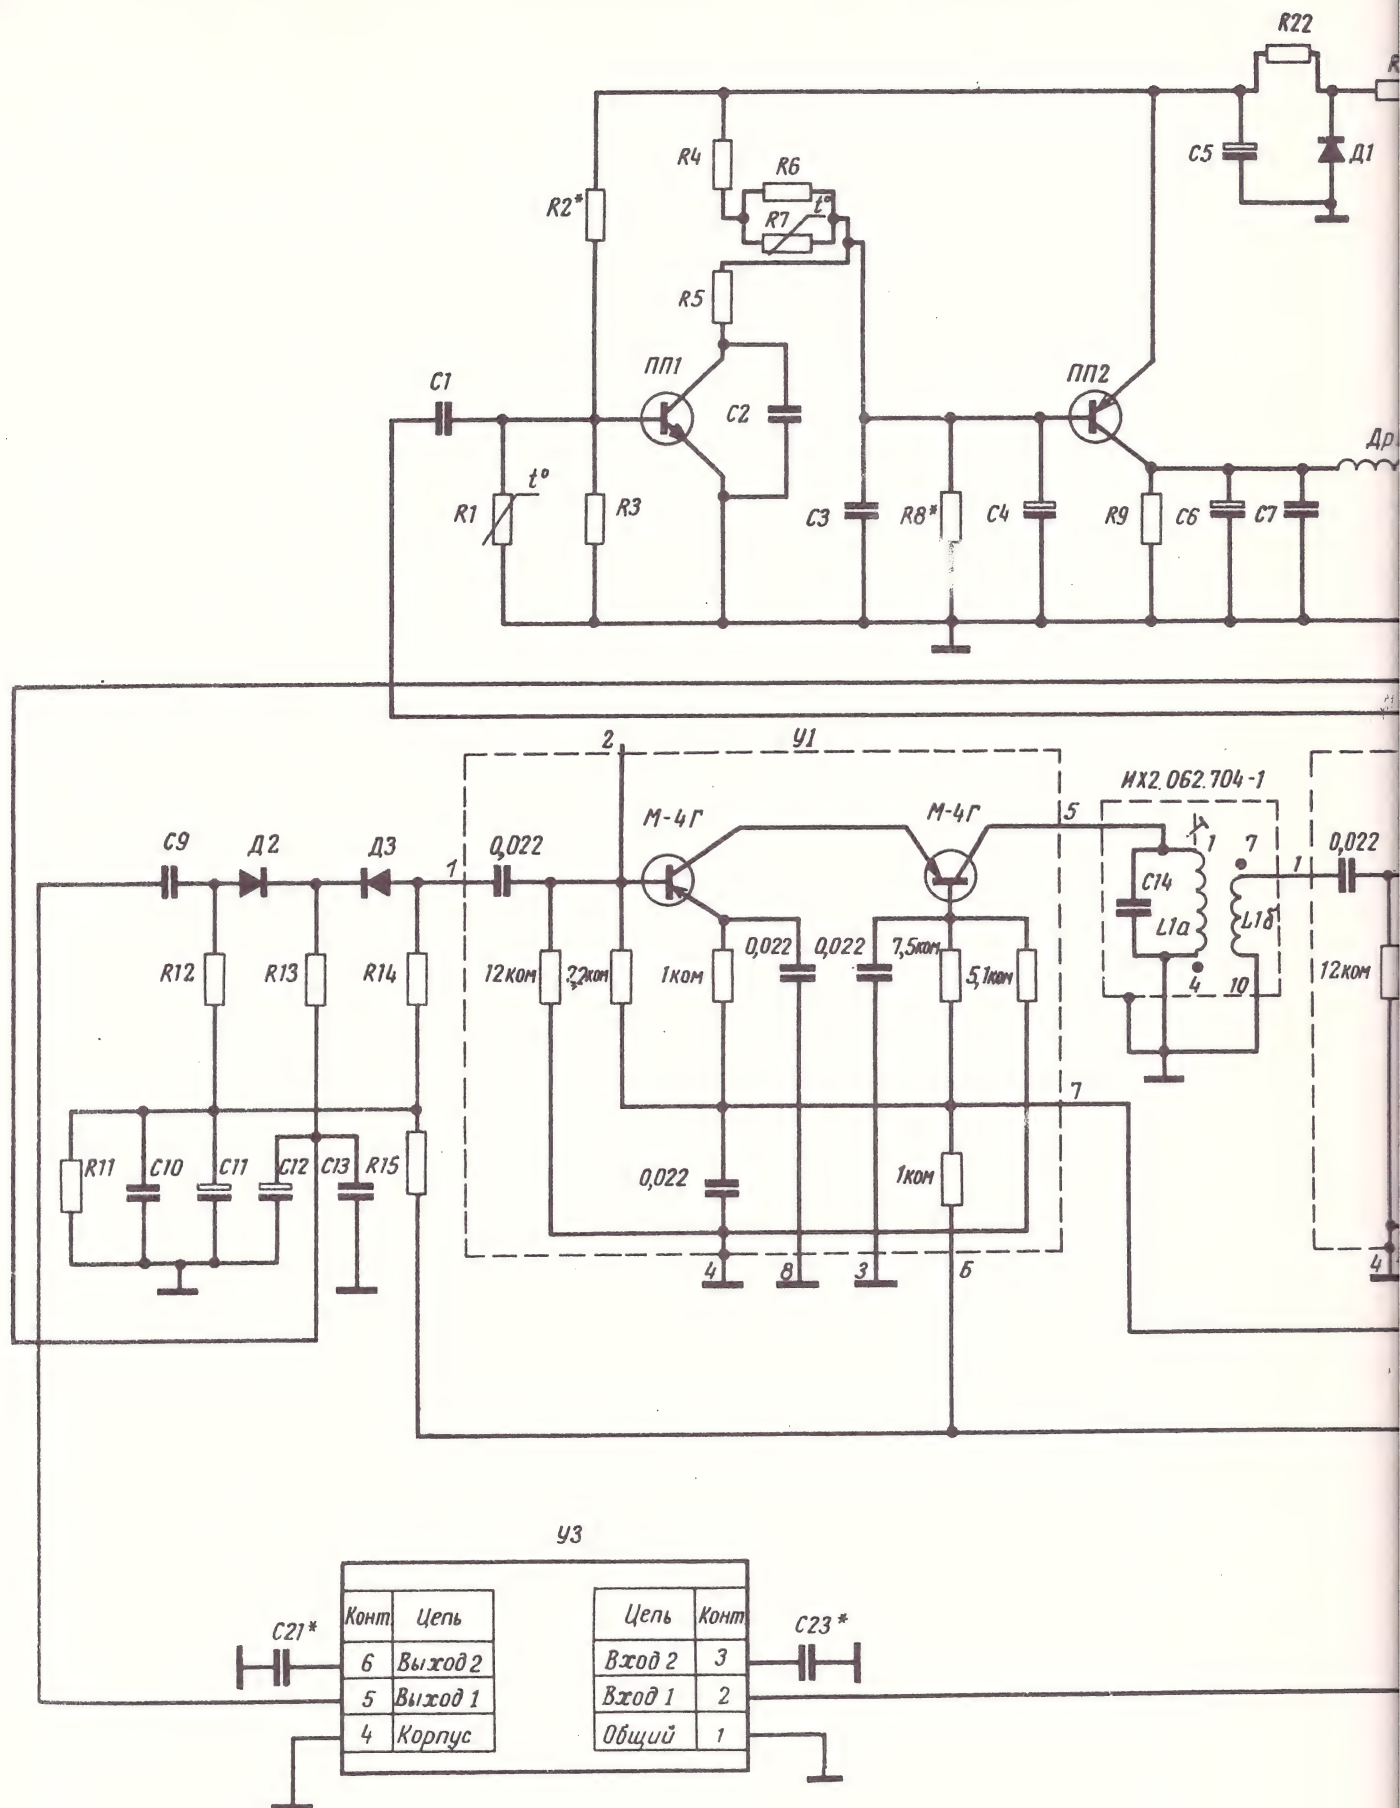 R22
R4
R6
C5
Д1
R2*
R7
t°
R5
ПП1
ПП2
C1
C2
Др
t°
R1
R3
C3
R8*
C4
R9
C6
C7
2
У1
ИХ2.062.704-1
М-4Г
М-4Г
5
C9
Д2
Д3
1
0,022
1
7
1
0,022
C14
L1а
L1б
R12
R13
R14
12ком
22ком
1ком
0,022
0,022
7,5ком
5,1ком
4
10
12ком
7
R11
C10
C11
C12
C13
R15
0,022
1ком
4
8
3
Б
4
У3
C21*
Конт
Цепь
Цепь
Конт
C23*
6
Выход 2
Вход 2
3
5
Выход 1
Вход 1
2
4
Корпус
Общий
1